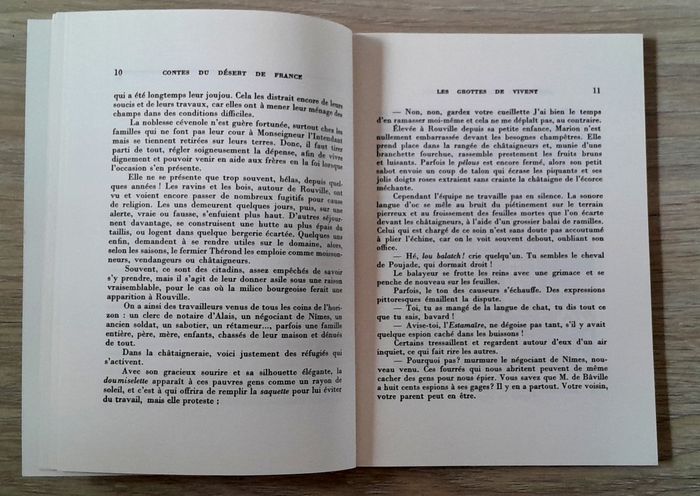 10 CONTES DU DÉSERT DE FRANCE
qui a été longtemps leur joujou. Cela les distrait encore de leurs
soucis et de leurs travaux, car elles ont à mener leur ménage des
champs dans des conditions difficiles.
La noblesse cévenole n'est guère fortunée, surtout chez les
familles qui ne font pas leur cour à Monseigneur l'Intendant
mais se tiennent retirées sur leurs terres. Donc, il faut tirer
parti de tout, régler soigneusement la dépense, afin de vivre
dignement et pouvoir venir en aide aux frères en la foi lorsque
l'occasion s'en présente.
Elle ne se présente que trop souvent, hélas, depuis quel-
ques années ! Les ravins et les bois, autour de Rouville, ont
vu et voient encore passer de nombreux fugitifs pour cause
de religion. Les uns demeurent quelques jours, puis, sur une
alerte, vraie ou fausse, s'enfuient plus haut. D'autres séjour-
nent davantage, se construisent une hutte au plus épais du
taillis, ou logent dans quelque bergerie écartée. Quelques uns
enfin, demandent à se rendre utiles sur le domaine, alors,
selon les saisons, le fermier Thérond les emploie comme moisson-
neurs, vendangeurs ou châtaigneurs.
Souvent, ce sont des citadins, assez empêchés de savoir
s'y prendre, mais il s'agit de leur donner asile sous une raison
vraisemblable, pour le cas où la milice bourgeoise ferait une
apparition à Rouville.
On a ainsi des travailleurs venus de tous les coins de l'hori-
zon : un clerc de notaire d'Alais, un négociant de Nîmes, un
ancien soldat, un sabotier, un rétameur..., parfois une famille
entière, père, mère, enfants, chassés de leur maison et dénués
de tout.
Dans la châtaigneraie, voici justement des réfugiés qui
s'activent.
Avec son gracieux sourire et sa silhouette élégante, la
doumiselette apparaît à ces pauvres gens comme un rayon de
soleil, et c'est à qui offrira de remplir la saquette pour lui éviter
du travail, mais elle proteste ;
LES GROTTES DE VIVENT 11
— Non, non, gardez votre cueillette J'ai bien le temps
d'en ramasser moi-même et cela ne me déplaît pas, au contraire.
Élevée à Rouville depuis sa petite enfance, Marion n'est
nullement embarrassée devant les besognes champêtres. Elle
prend place dans la rangée de châtaigneurs et, munie d'une
branchette fourchue, rassemble prestement les fruits bruns et
luisants. Parfois le pélous est encore fermé, alors son petit
sabot envoie un coup de talon qui écrase les piquants et ses
jolis doigts roses extraient sans crainte la châtaigne de l'écorce
méchante.
Cependant l'équipe ne travaille pas en silence. La sonore
langue d'oc se mêle au bruit du piétinement sur le terrain
pierreux et au froissement des feuilles mortes que l'on écarte
devant les châtaigniers, à l'aide d'un grossier balai de ramilles.
Celui qui est chargé de ce soin n'est sans doute pas accoutumé
à plier l'échine, car on le voit souvent debout, oubliant son
office.
— Hé, lou balatch ! crie quelqu'un. Tu sembles le cheval
de Poujade, qui dormait droit !
Le balayeur se frotte les reins avec une grimace et se
penche de nouveau sur les feuilles.
Parfois, le ton des causeurs s'échauffe. Des expressions
pittoresques émaillent la dispute.
— Toi, tu as mangé de la langue de chat, tu dis tout ce
que tu sais, bavard !
— Avise-toi, l'Estamaïre, ne dégoise pas tant, s'il y avait
quelque espion caché dans les buissons !
Certains tressaillent et regardent autour d'eux d'un air
inquiet, ce qui fait rire les autres.
— Pourquoi pas? murmure le négociant de Nîmes, nou-
veau venu. Ces fourrés qui nous abritent peuvent de même
cacher des gens pour nous épier. Vous savez que M. de Bâville
a huit cents espions à ses gages? Il y en a partout. Votre voisin,
votre parent peut en être.